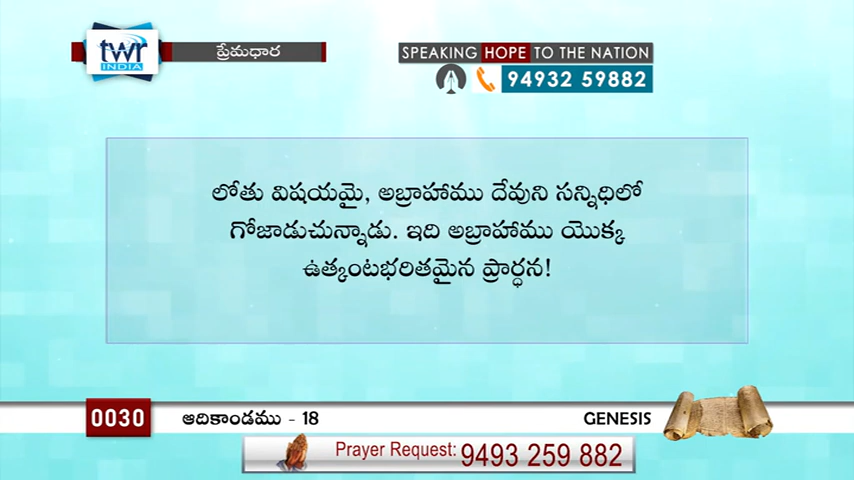 twr
INDIA
ప్రేమధార
SPEAKING HOPE TO THE NATION
94932 59882
లోతు విషయమై, అబ్రాహాము దేవుని సన్నిధిలో
గోజాడుచున్నాడు. ఇది అబ్రాహాము యొక్క
ఉత్కంటభరితమైన ప్రార్ధన!
0030
ఆదికాండము - 18
GENESIS
Prayer Request: 9493 259 882